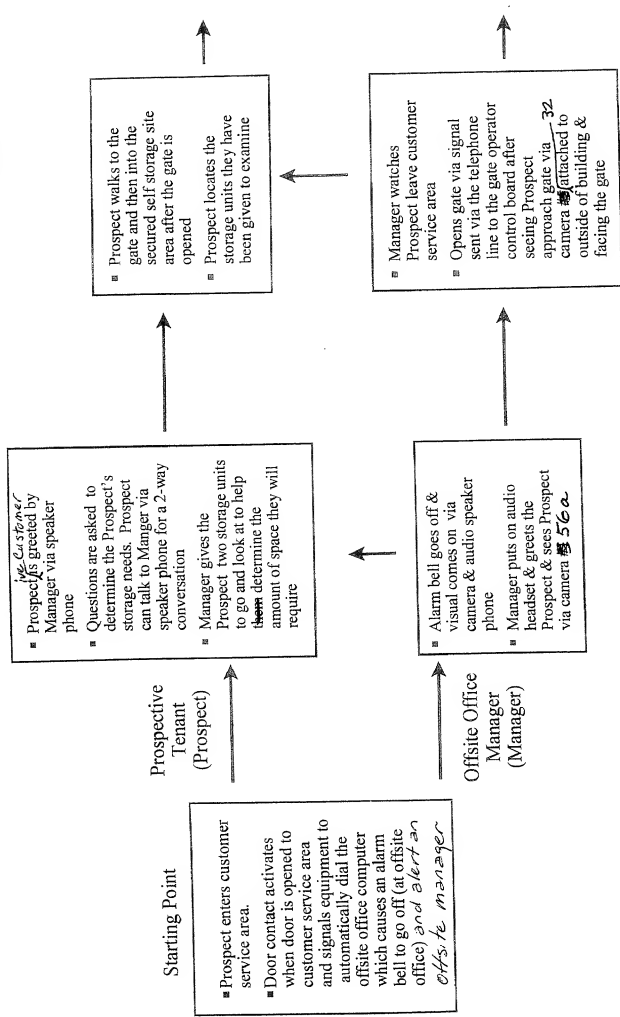 Starting Point
■ Prospect enters customer
service area.
■ Door contact activates
when door is opened to
customer service area
and signals equipment to
automatically dial the
offsite office computer
which causes an alarm
bell to go off (at offsite
office) and alert an
offsite manager
Prospective
Tenant
(Prospect)
ive Customer
■ Prospect is greeted by
Manager via speaker
phone
■ Questions are asked to
determine the Prospect's
storage needs. Prospect
can talk to Manger via
speaker phone for a 2-way
conversation
■ Manager gives the
Prospect two storage units
to go and look at to help
them determine the
amount of space they will
require
■ Prospect walks to the
gate and then into the
secured self storage site
area after the gate is
opened
■ Prospect locates the
storage units they have
been given to examine
Offsite Office
Manager
(Manager)
■ Alarm bell goes off &
visual comes on via
camera & audio speaker
phone
■ Manager puts on audio
headset & greets the
Prospect & sees Prospect
via camera 56a
■ Manager watches
Prospect leave customer
service area
■ Opens gate via signal
sent via the telephone
line to the gate operator
control board after
seeing Prospect
approach gate via 32
camera attached to
outside of building &
facing the gate